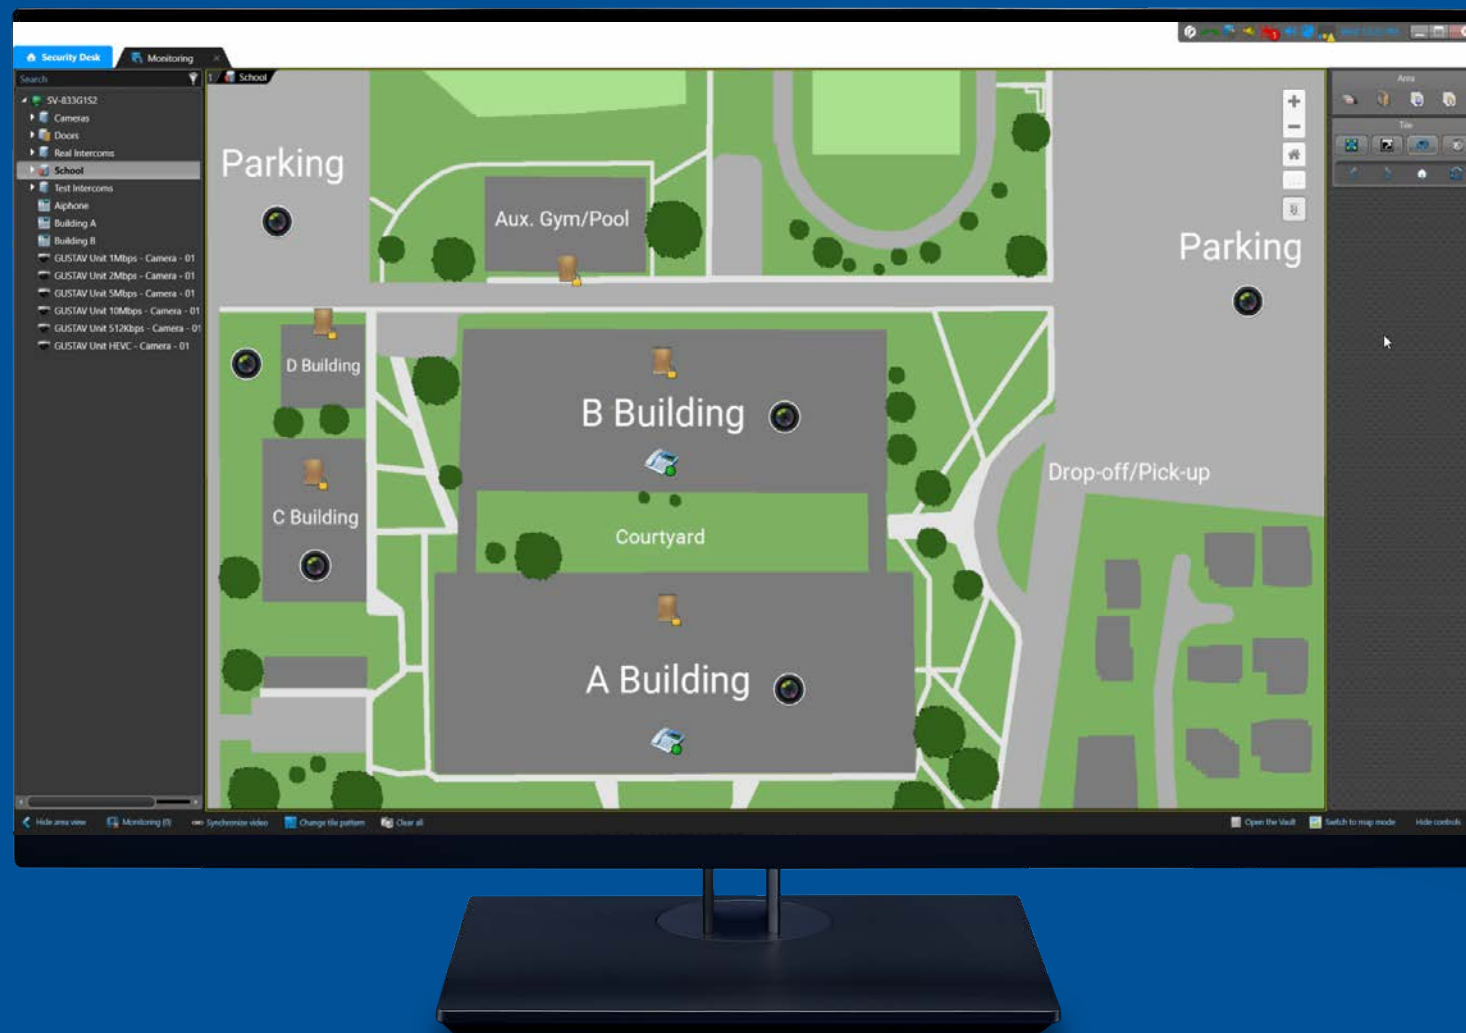 Security Desk
Monitoring
Search
1
School
Area
SV-833G1S2
Cameras
Doors
Real Intercoms
School
Test Intercoms
Aiphone
Building A
Building B
GUSTAV Unit 1Mbps - Camera - 01
GUSTAV Unit 2Mbps - Camera - 01
GUSTAV Unit 5Mbps - Camera - 01
GUSTAV Unit 10Mbps - Camera - 01
GUSTAV Unit 512Kbps - Camera - 01
GUSTAV Unit HEVC - Camera - 01
Tile
Parking
Aux. Gym/Pool
Parking
D Building
B Building
Drop-off/Pick-up
C Building
Courtyard
A Building
Hide area view
Monitoring (1)
Synchronize video
Change tile pattern
Clear all
Open the Vault
Switch to map mode
Hide controls